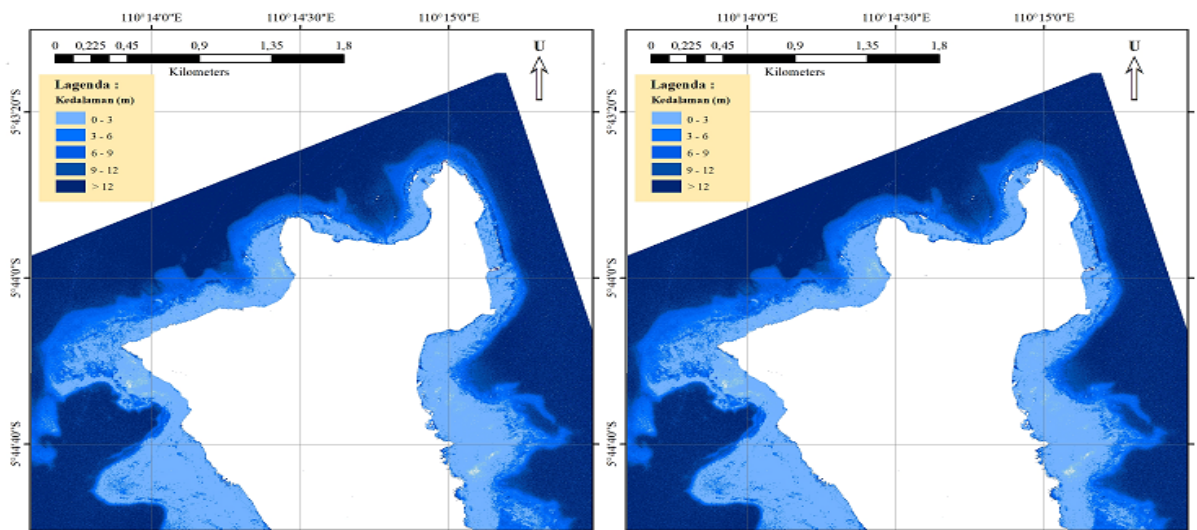 110°14'0"E 110°14'30"E 110°15'0"E
0 0,225 0,45 0,9 1,35 1,8
Kilometers
U
Lagenda :
Kedalaman (m)
0 - 3
3 - 6
6 - 9
9 - 12
> 12
5°43'20"S
5°44'0"S
5°44'40"S
110°14'0"E 110°14'30"E 110°15'0"E
0 0,225 0,45 0,9 1,35 1,8
Kilometers
U
Lagenda :
Kedalaman (m)
0 - 3
3 - 6
6 - 9
9 - 12
> 12
5°43'20"S
5°44'0"S
5°44'40"S